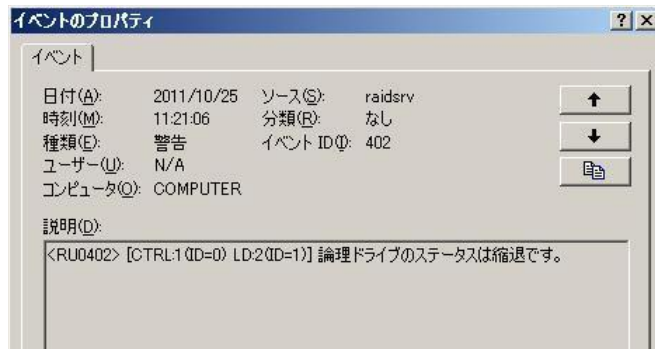 イベントのプロパティ
イベント
日付(A): 2011/10/25 ソース(S): raidsrv
時刻(M): 11:21:06 分類(R): なし
種類(E): 警告 イベント ID(I): 402
ユーザー(U): N/A
コンピュータ(O): COMPUTER
説明(D):
<RU0402> [CTRL:1(ID=0) LD:2(ID=1)] 論理ドライブのステータスは縮退です。